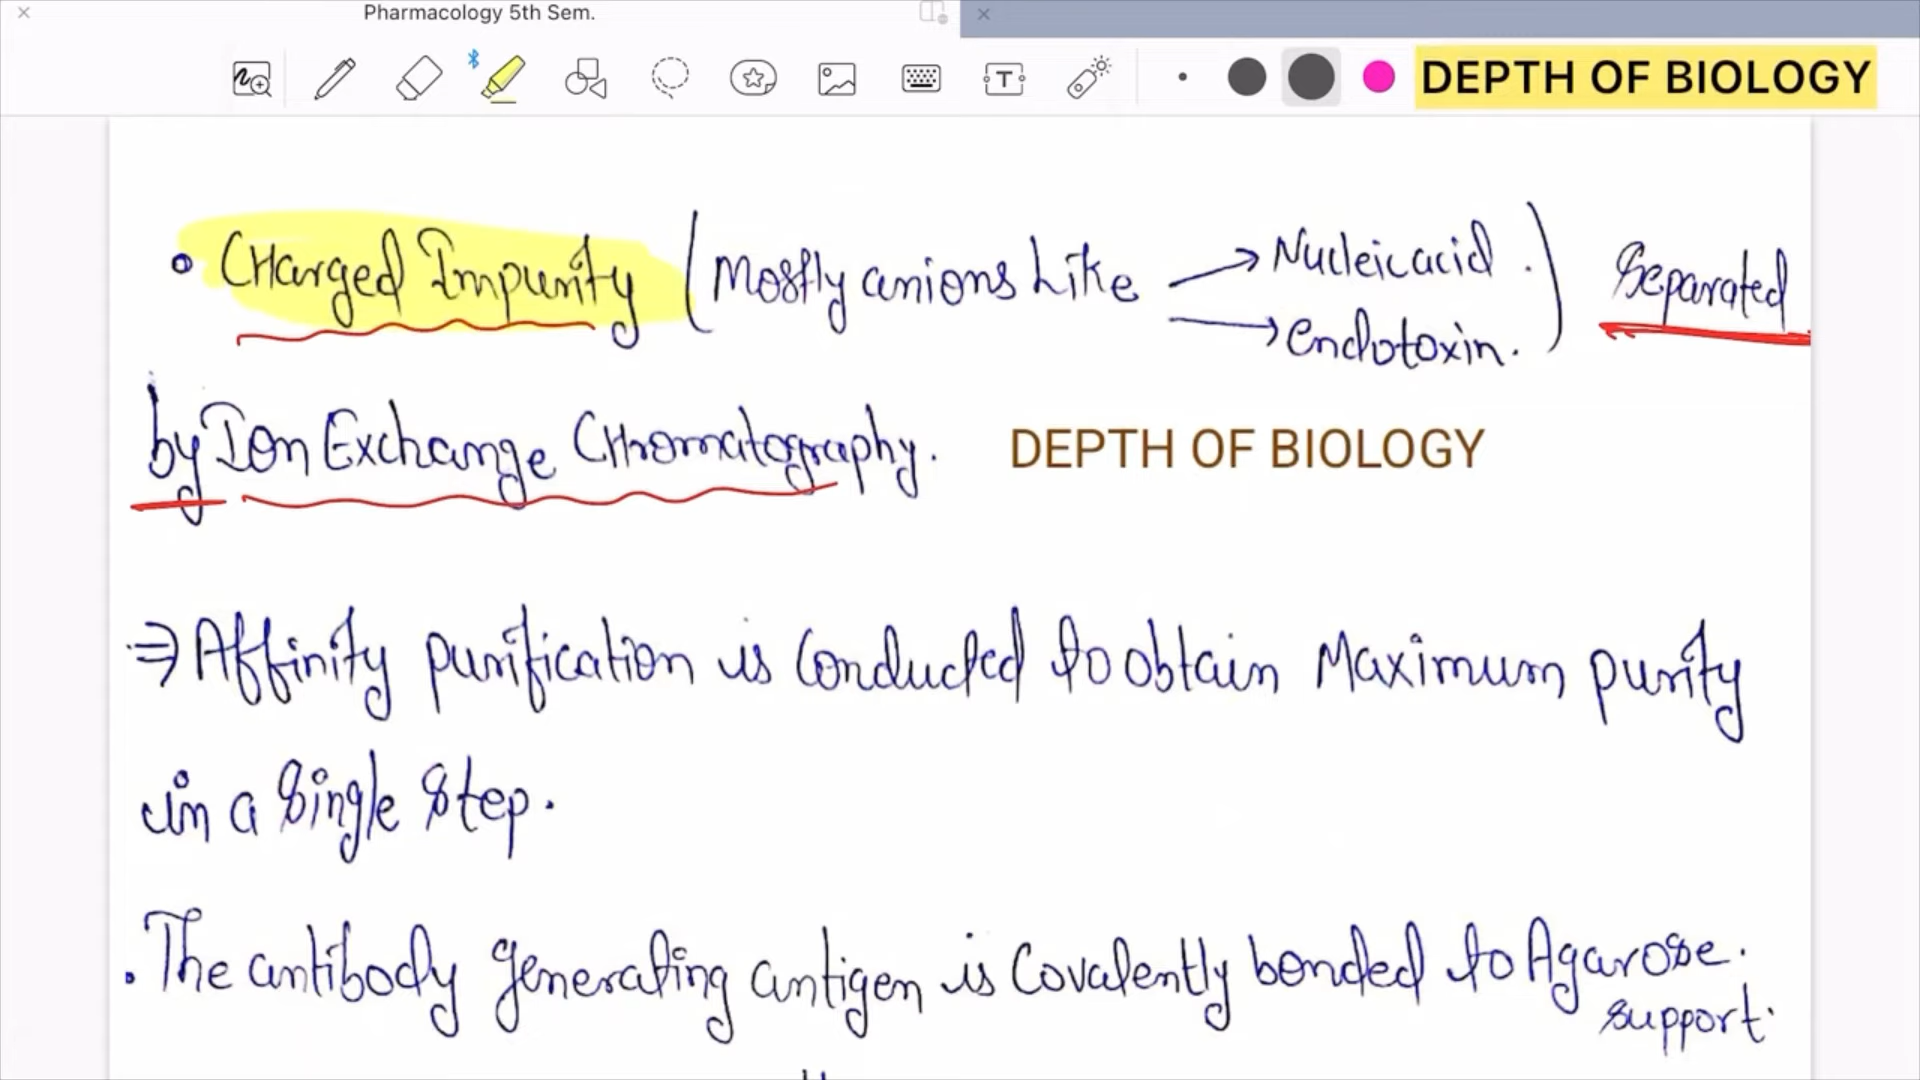 Pharmacology 5th Sem.
DEPTH OF BIOLOGY
• Charged Impurity (Mostly anions Like → Nucleic acid.) Separated
→ endotoxin.
by Ion Exchange Chromatography.
DEPTH OF BIOLOGY
⇒ Affinity purification is Conducted to obtain Maximum purity
in a Single Step.
• The antibody generating antigen is Covalently bonded to Agarose.
support.